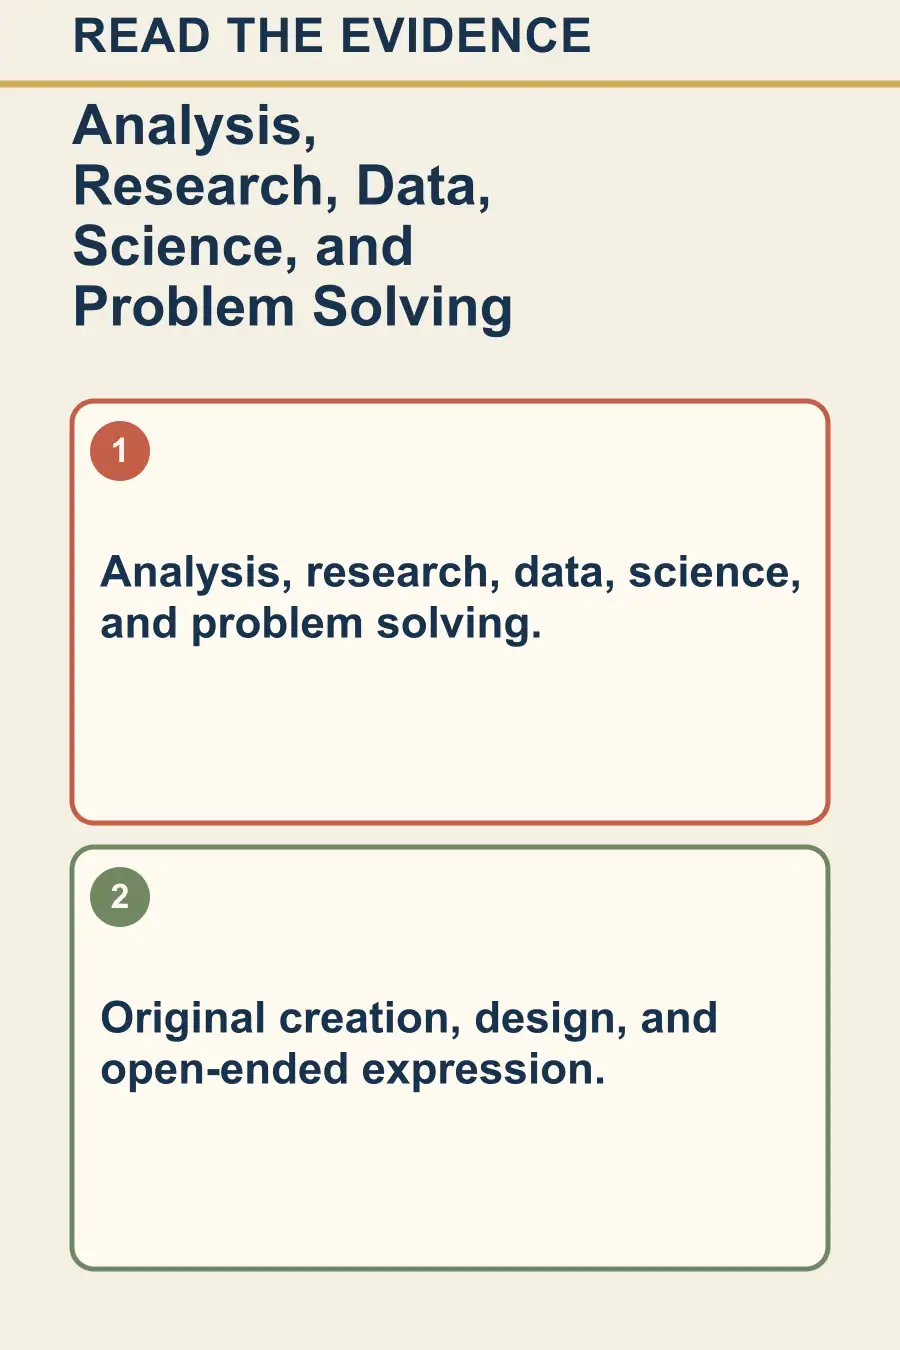 READ THE EVIDENCE
Analysis,
Research, Data,
Science, and
Problem Solving
1
Analysis, research, data, science,
and problem solving.
2
Original creation, design, and
open-ended expression.